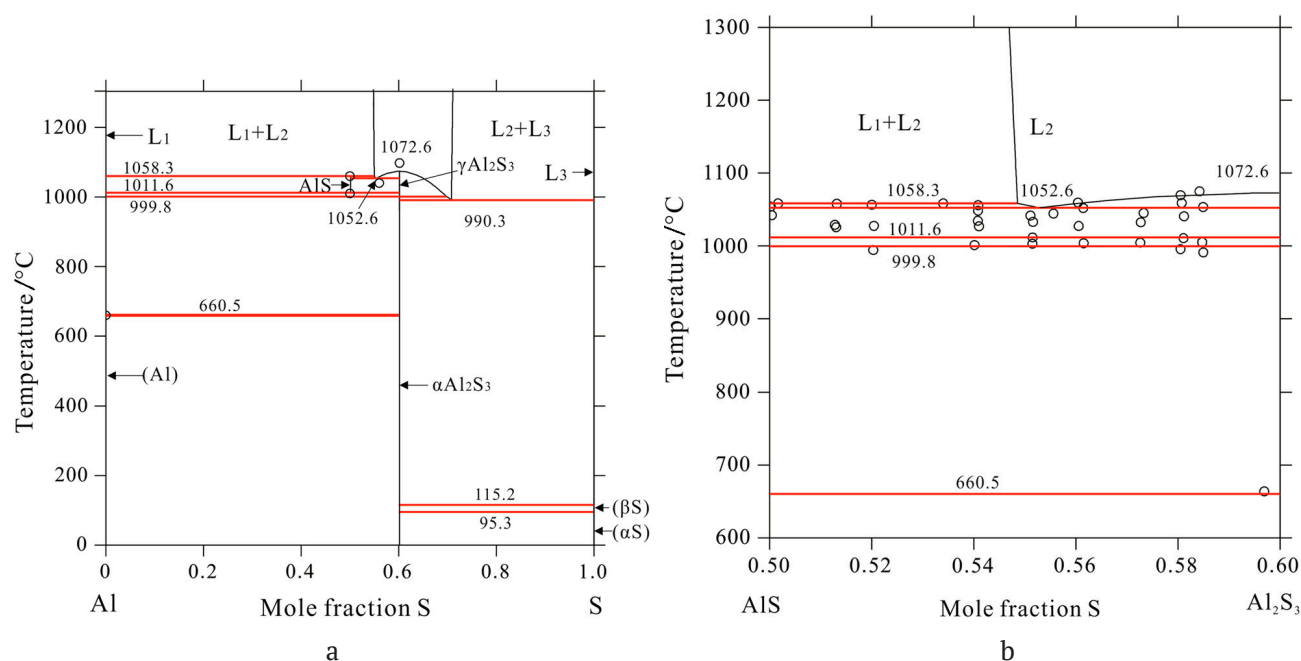 1200
1000
800
600
400
200
0
Temperature/°C
L₁
L₁+L₂
1072.6
L₂+L₃
γAl₂S₃
L₃
1058.3
1011.6
AlS
999.8
1052.6
990.3
660.5
(Al)
αAl₂S₃
115.2
95.3
(βS)
(αS)
0
0.2
0.4
0.6
0.8
1.0
Al
Mole fraction S
S
a
1300
1200
1100
1000
900
800
700
600
Temperature/°C
L₁+L₂
L₂
1072.6
1058.3
1052.6
1011.6
999.8
660.5
0.50
0.52
0.54
0.56
0.58
0.60
AlS
Mole fraction S
Al₂S₃
b